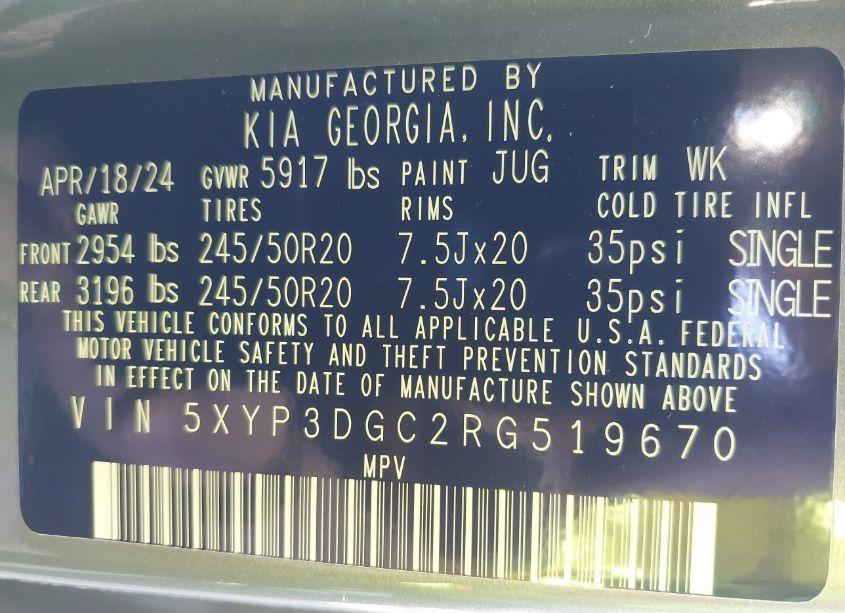 MANUFACTURED BY
KIA GEORGIA, INC.
APR/18/24 GVWR 5917 lbs PAINT JUG TRIM WK
GAWR TIRES RIMS COLD TIRE INFL
FRONT 2954 lbs 245/50R20 7.5Jx20 35psi SINGLE
REAR 3196 lbs 245/50R20 7.5Jx20 35psi SINGLE
THIS VEHICLE CONFORMS TO ALL APPLICABLE U.S.A. FEDERAL
MOTOR VEHICLE SAFETY AND THEFT PREVENTION STANDARDS
IN EFFECT ON THE DATE OF MANUFACTURE SHOWN ABOVE
VIN 5XYP3DGC2RG519670
MPV